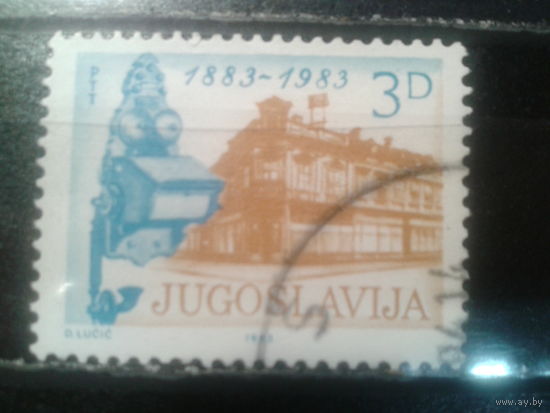 PTT
1883-1983
3D
JUGOSLAVIJA
D. LUČIĆ
1983
S
www.ay.by